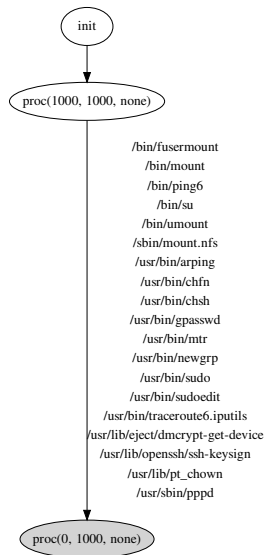 init
proc(1000, 1000, none)
/bin/fusermount
/bin/mount
/bin/ping6
/bin/su
/bin/umount
/sbin/mount.nfs
/usr/bin/arping
/usr/bin/chfn
/usr/bin/chsh
/usr/bin/gpasswd
/usr/bin/mtr
/usr/bin/newgrp
/usr/bin/sudo
/usr/bin/sudoedit
/usr/bin/traceroute6.iputils
/usr/lib/eject/dmcrypt-get-device
/usr/lib/openssh/ssh-keysign
/usr/lib/pt_chown
/usr/sbin/pppd
proc(0, 1000, none)